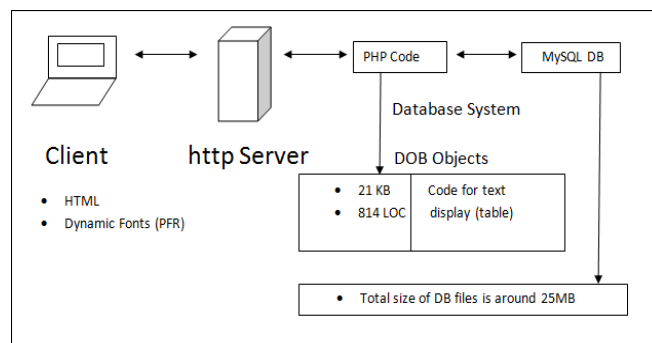 PHP Code
MySQL DB
Database System
Client
http Server
DOB Objects
• HTML
• Dynamic Fonts (PFR)
• 21 KB
• 814 LOC
Code for text
display (table)
• Total size of DB files is around 25MB